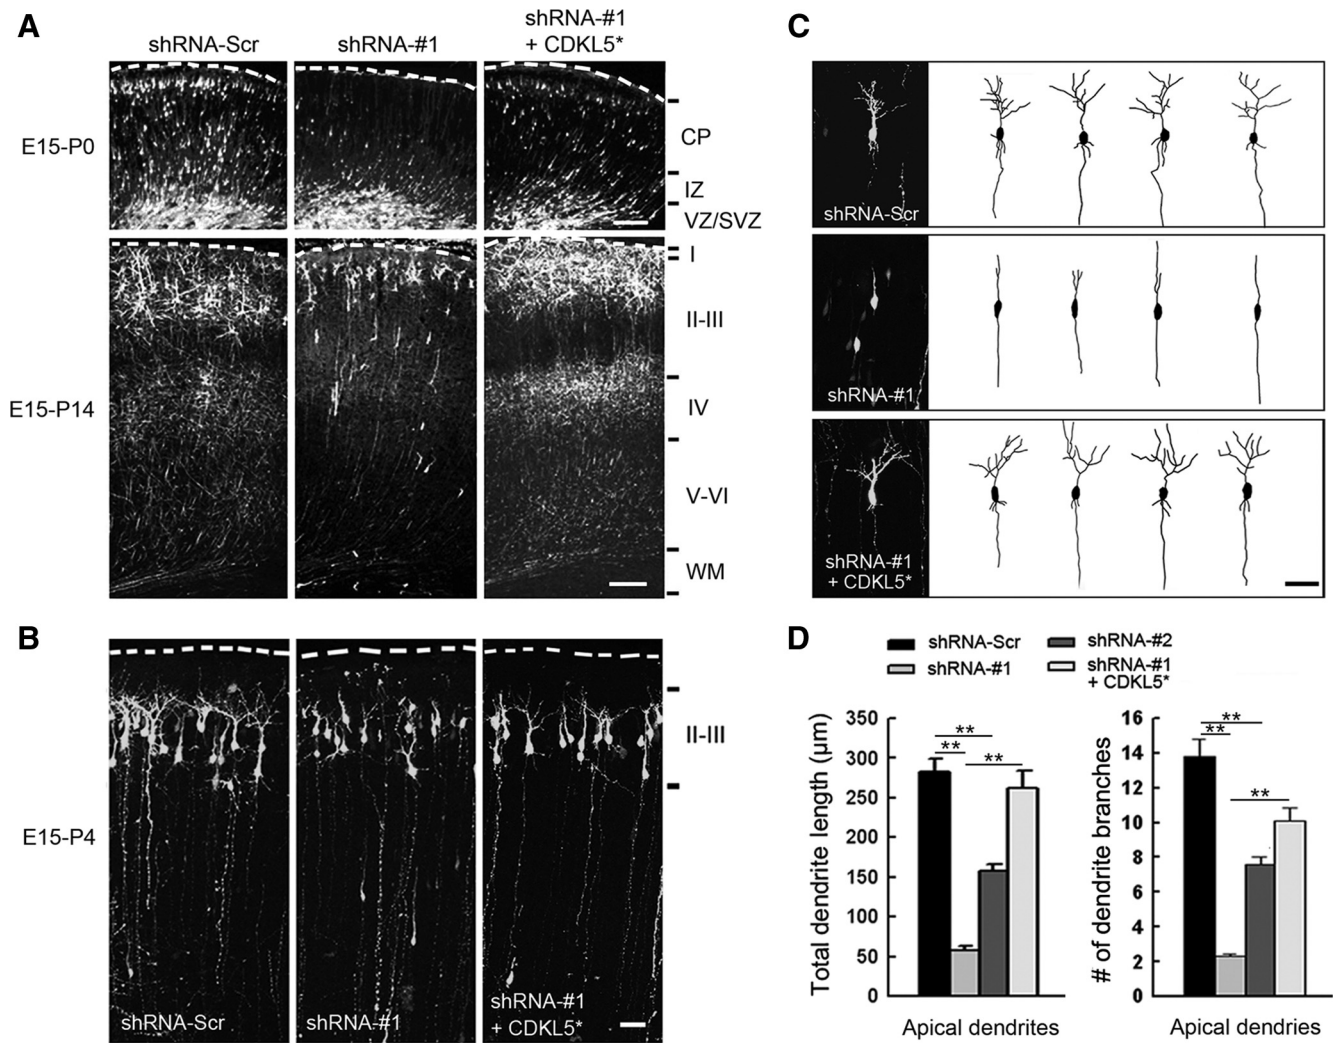 A
shRNA-Scr
shRNA-#1
shRNA-#1
+ CDKL5*
E15-P0
CP
IZ
VZ/SVZ
E15-P14
I
II-III
IV
V-VI
WM
B
E15-P4
II-III
shRNA-Scr
shRNA-#1
shRNA-#1
+ CDKL5*
C
shRNA-Scr
shRNA-#1
shRNA-#1
+ CDKL5*
D
shRNA-Scr
shRNA-#1
shRNA-#2
shRNA-#1
+ CDKL5*
Total dendrite length (µm)
350
300
250
200
150
100
50
0
**
**
**
Apical dendrites
# of dendrite branches
16
14
12
10
8
6
4
2
0
**
**
**
Apical dendries